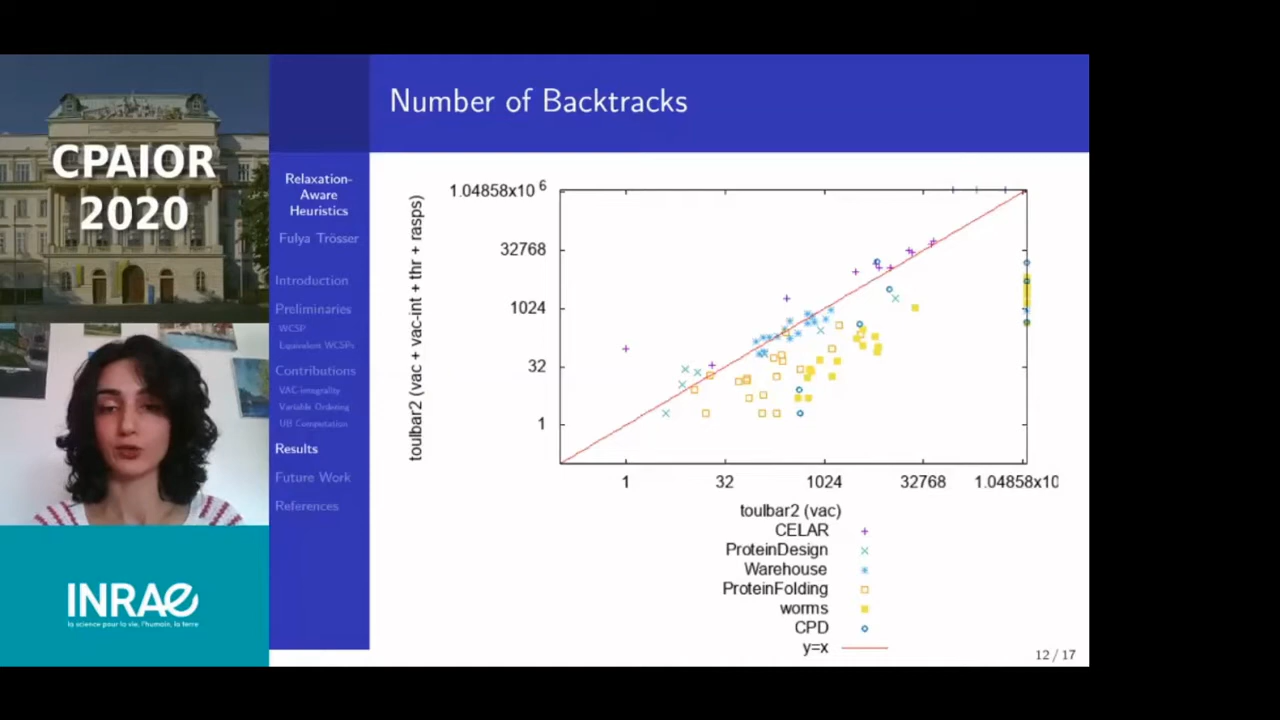 CPAIOR
2020
INRAE
la science pour la vie, l'humain, la terre
Relaxation-
Aware
Heuristics
Fulya Trösser
Introduction
Preliminaries
WCSP
Equivalent WCSPs
Contributions
VAC-integrality
Variable Ordering
UB Computation
Results
Future Work
References
Number of Backtracks
toulbar2 (vac + vac-int + thr + rasps)
1.04858x10 6
32768
1024
32
1
1
32
1024
32768
1.04858x10
toulbar2 (vac)
CELAR
ProteinDesign
Warehouse
ProteinFolding
worms
CPD
y=x
12 / 17